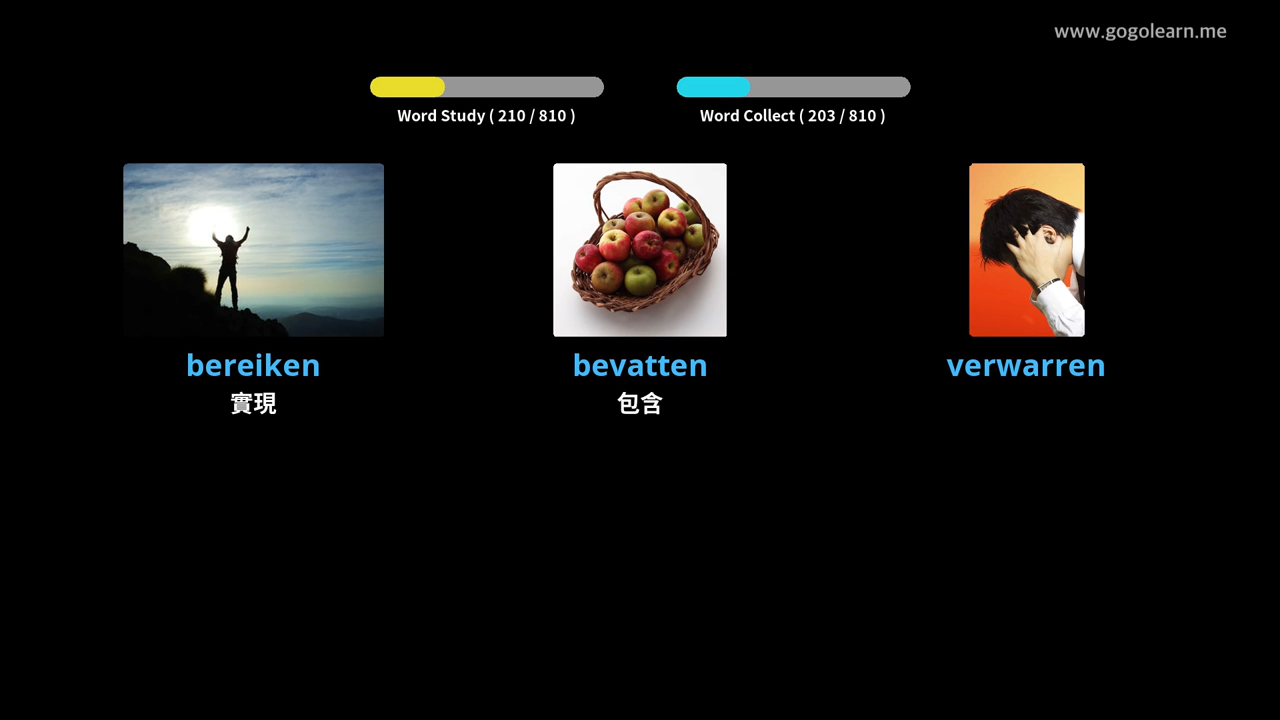 www.gogolearn.me
Word Study ( 210 / 810 )
Word Collect ( 203 / 810 )
bereiken
實現
bevatten
包含
verwarren